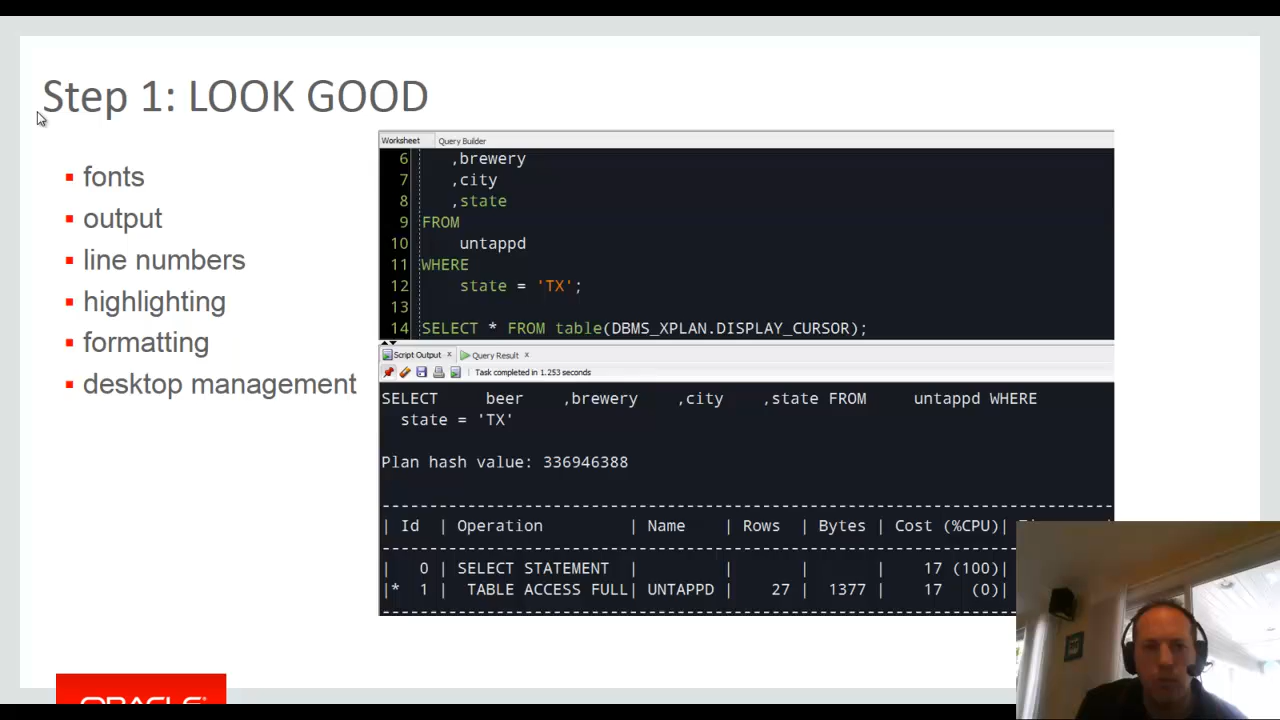 Step 1: LOOK GOOD
fonts
output
line numbers
highlighting
formatting
desktop management
Worksheet Query Builder
6 ,brewery
7 ,city
8 ,state
9 FROM
10 untappd
11 WHERE
12 state = 'TX';
13
14 SELECT * FROM table(DBMS_XPLAN.DISPLAY_CURSOR);
Script Output × Query Result ×
Task completed in 1.253 seconds
SELECT beer ,brewery ,city ,state FROM untappd WHERE
state = 'TX'
Plan hash value: 336946388
--------------------------------------------------------------------------------
| Id | Operation | Name | Rows | Bytes | Cost (%CPU)|
--------------------------------------------------------------------------------
| 0 | SELECT STATEMENT | | | | 17 (100)|
|* 1 | TABLE ACCESS FULL| UNTAPPD | 27 | 1377 | 17 (0)|
--------------------------------------------------------------------------------
ORACLE